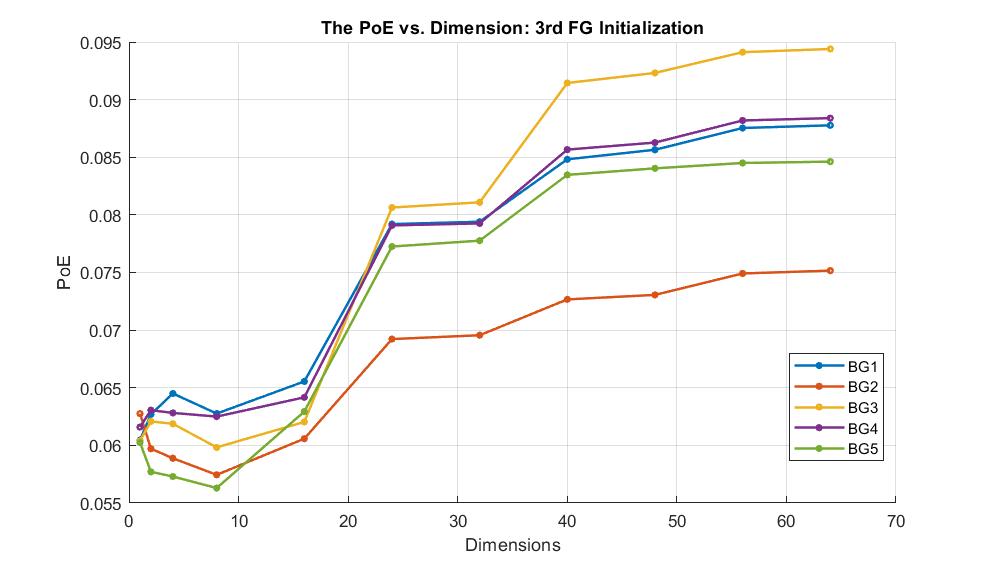 The PoE vs. Dimension: 3rd FG Initialization
0.095
0.09
0.085
0.08
0.075
0.07
0.065
0.06
0.055
PoE
0 10 20 30 40 50 60 70
Dimensions
BG1
BG2
BG3
BG4
BG5